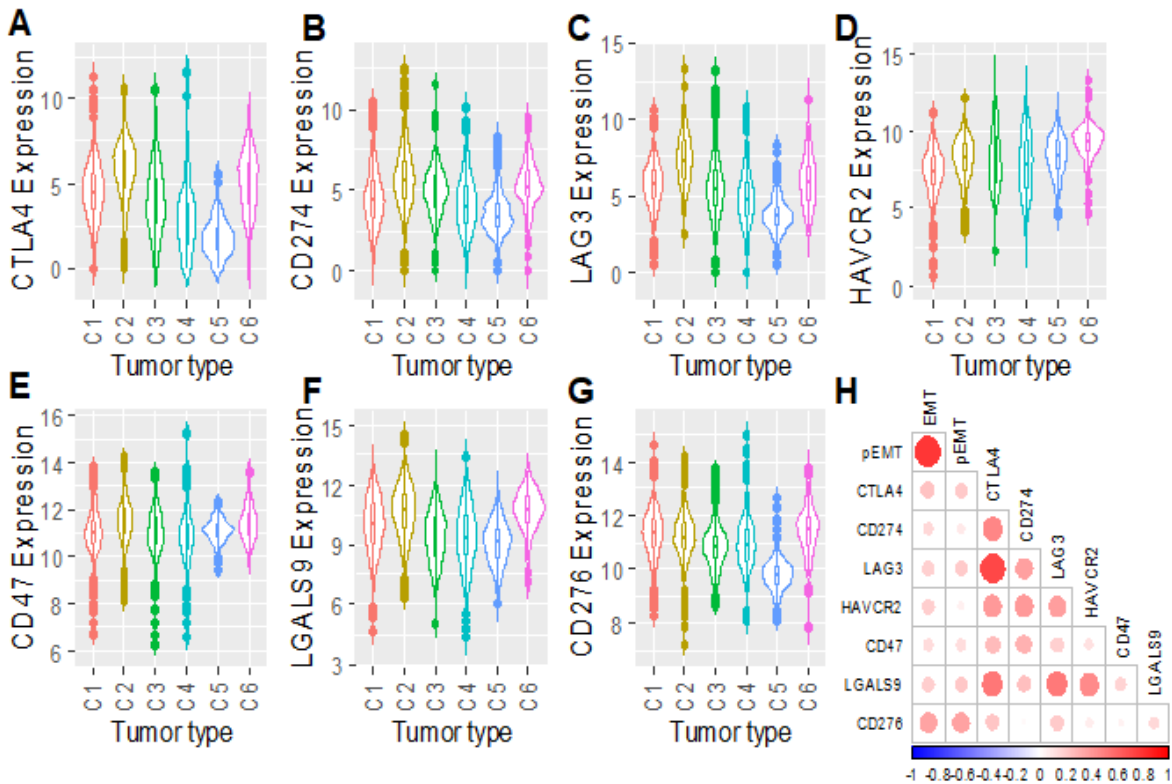 A
B
C
D
CTLA4 Expression
10
5
0
C1 C2 C3 C4 C5 C6
Tumor type
CD274 Expression
10
5
0
C1 C2 C3 C4 C5 C6
Tumor type
LAG3 Expression
15
10
5
0
C1 C2 C3 C4 C5 C6
Tumor type
HAVCR2 Expression
15
10
5
0
C1 C2 C3 C4 C5 C6
Tumor type
E
F
G
H
CD47 Expression
16
14
12
10
8
6
C1 C2 C3 C4 C5 C6
Tumor type
LGALS9 Expression
15
12
9
6
3
C1 C2 C3 C4 C5 C6
Tumor type
CD276 Expression
14
12
10
8
C1 C2 C3 C4 C5 C6
Tumor type
EMT
pEMT
CTLA4
CD274
LAG3
HAVCR2
CD47
LGALS9
pEMT
CTLA4
CD274
LAG3
HAVCR2
CD47
LGALS9
CD276
-1 -0.8 -0.6 -0.4 -0.2 0 0.2 0.4 0.6 0.8 1